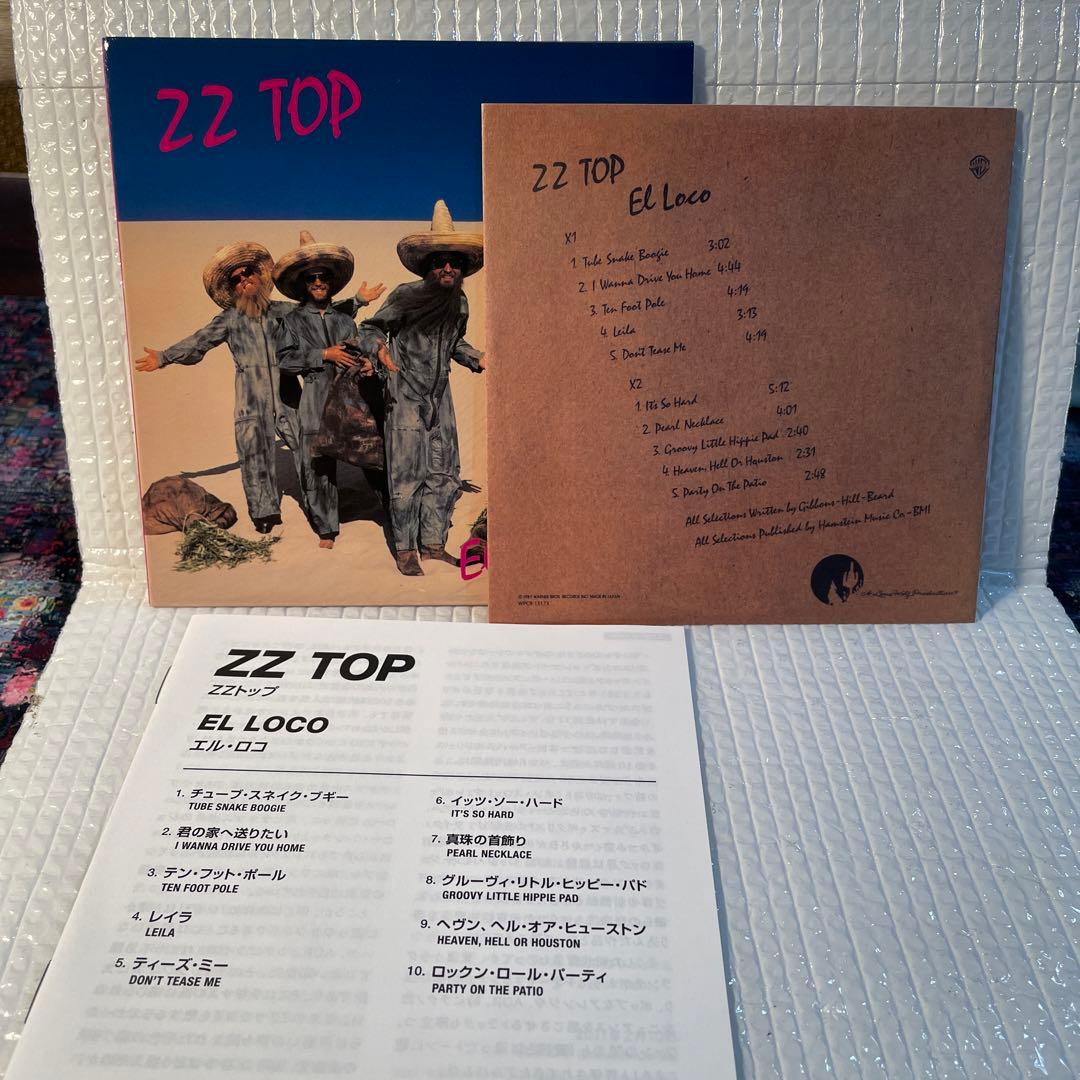 ZZ TOP
ZZ TOP
El Loco
X1
1. Tube Snake Boogie 3:02
2. I Wanna Drive You Home 4:44
3. Ten Foot Pole 4:19
4. Leila 3:13
5. Don't Tease Me 4:19
X2
1. It's So Hard 5:12
2. Pearl Necklace 4:01
3. Groovy Little Hippie Pad 2:40
4. Heaven, Hell Or Houston 2:31
5. Party On The Patio 2:48
All Selections Written by Gibbons-Hill-Beard
All Selections Published by Hamstein Music Co.-BMI
WPCR-13173
ZZ TOP
ZZトップ
EL LOCO
エル・ロコ
1. チューブ・スネイク・ブギー
TUBE SNAKE BOOGIE
2. 君の家へ送りたい
I WANNA DRIVE YOU HOME
3. テン・フット・ポール
TEN FOOT POLE
4. レイラ
LEILA
5. ティーズ・ミー
DON'T TEASE ME
6. イッツ・ソー・ハード
IT'S SO HARD
7. 真珠の首飾り
PEARL NECKLACE
8. グルーヴィ・リトル・ヒッピー・パド
GROOVY LITTLE HIPPIE PAD
9. ヘヴン、ヘル・オア・ヒューストン
HEAVEN, HELL OR HOUSTON
10. ロックン・ロール・パーティ
PARTY ON THE PATIO